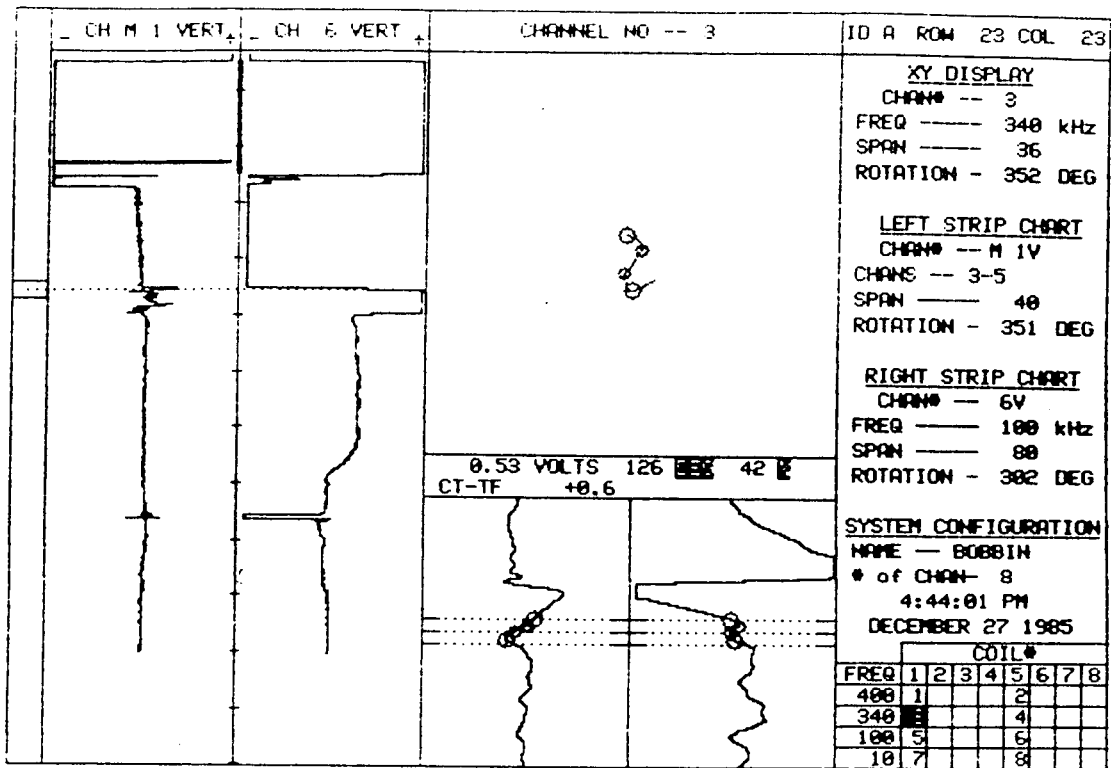 _ CH M 1 VERT + _ CH 6 VERT + CHANNEL NO -- 3 ID A ROW 23 COL 23
XY DISPLAY
CHAN# -- 3
FREQ ----- 340 kHz
SPAN ----- 36
ROTATION - 352 DEG
LEFT STRIP CHART
CHAN# -- M 1V
CHANS -- 3-5
SPAN ----- 40
ROTATION - 351 DEG
RIGHT STRIP CHART
CHAN# -- 6V
FREQ ----- 100 kHz
SPAN ----- 80
ROTATION - 302 DEG
0.53 VOLTS 126 42
CT-TF +0.6
SYSTEM CONFIGURATION
NAME -- BOBBIN
# of CHAN- 8
4:44:01 PM
DECEMBER 27 1985
COIL#
FREQ 1 2 3 4 5 6 7 8
400 1 2
340 4
100 5 6
10 7 8